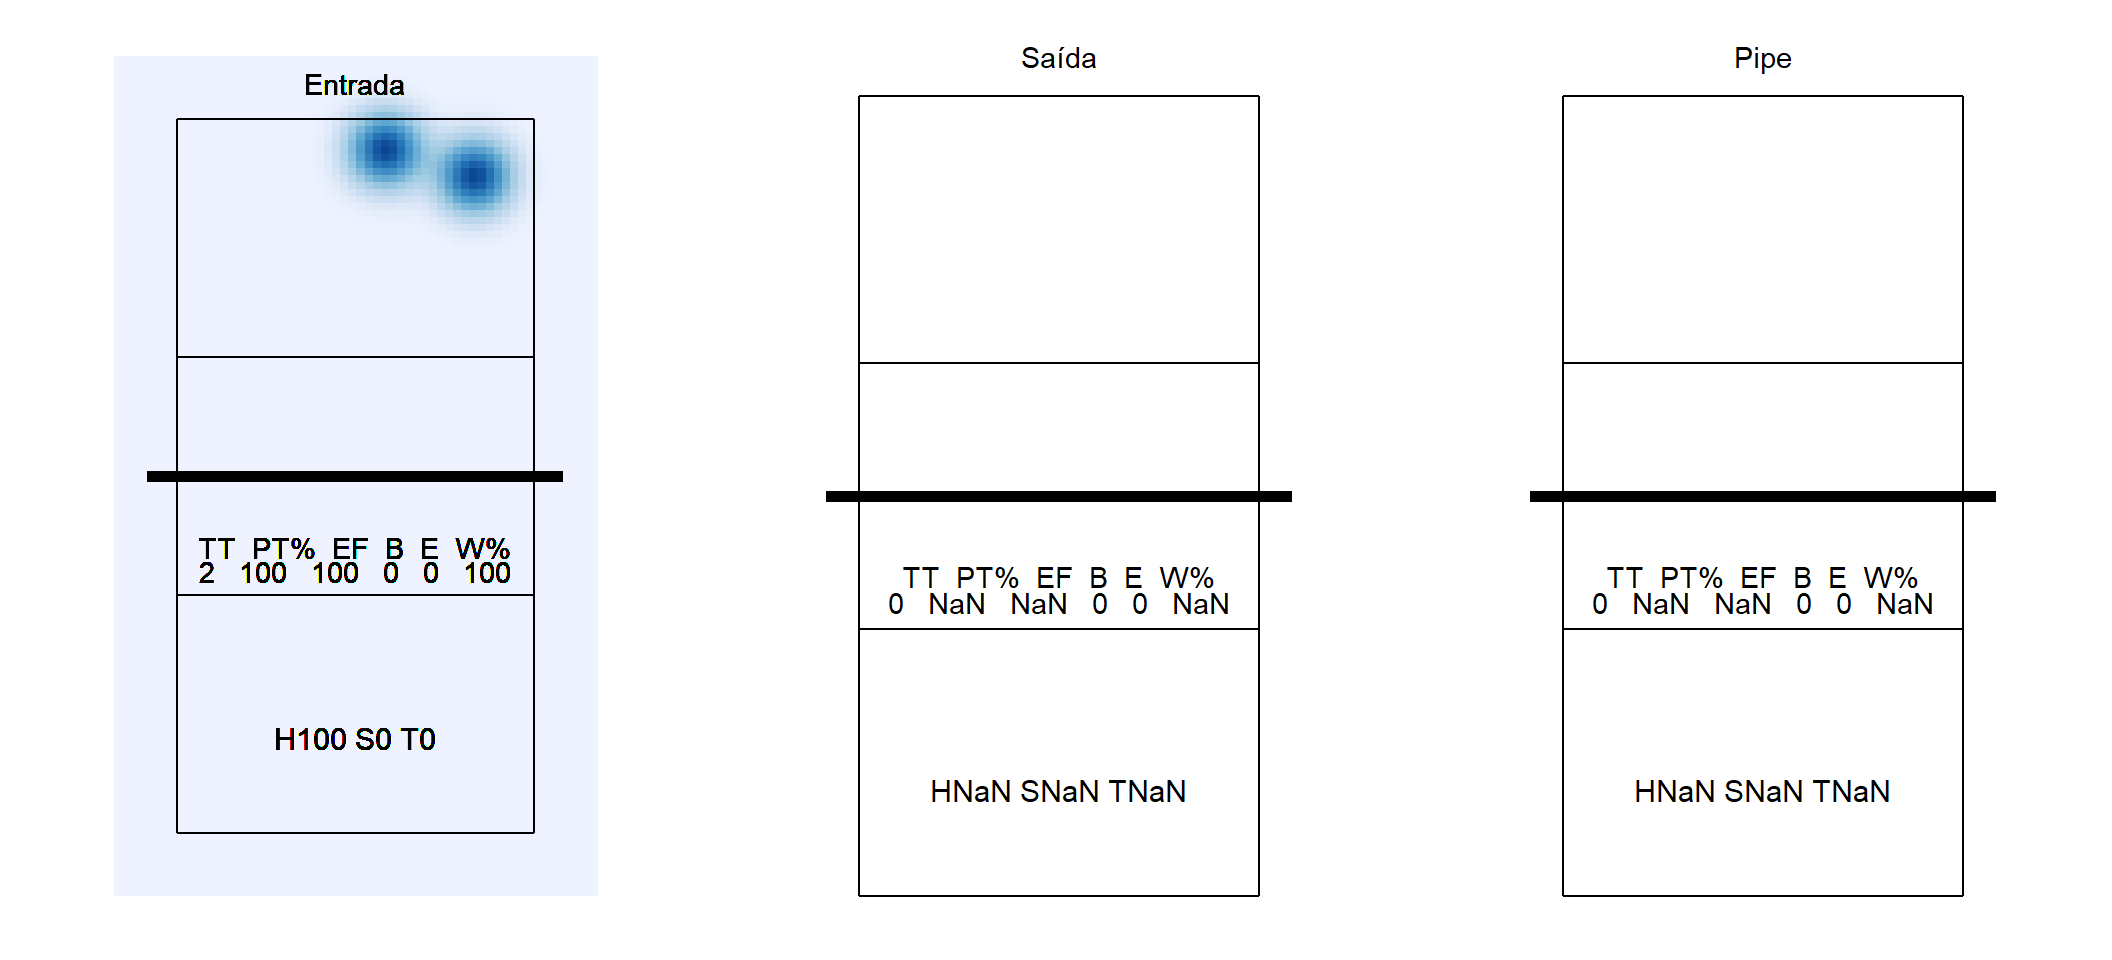 Entrada
TT PT% EF B E W%
2 100 100 0 0 100
H100 S0 T0
Saída
TT PT% EF B E W%
0 NaN NaN 0 0 NaN
HNaN SNaN TNaN
Pipe
TT PT% EF B E W%
0 NaN NaN 0 0 NaN
HNaN SNaN TNaN